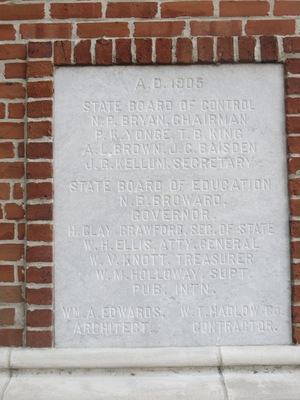 A.D. 1905
STATE BOARD OF CONTROL
N.P. BRYAN, CHAIRMAN
P.K. YONGE, T.B. KING
A.L. BROWN, J.C. BAISDEN
J.G. KELLUM, SECRETARY
STATE BOARD OF EDUCATION
N.B. BROWARD.
GOVERNOR.
H. CLAY CRAWFORD, SEC. OF STATE
W.H. ELLIS, ATTY. GENERAL
W.V. KNOTT, TREASURER
W.M. HOLLOWAY, SUPT.
PUB. INTN.
WM. A. EDWARDS. W.T. HADLOW CO.
ARCHITECT. CONTRACTOR.